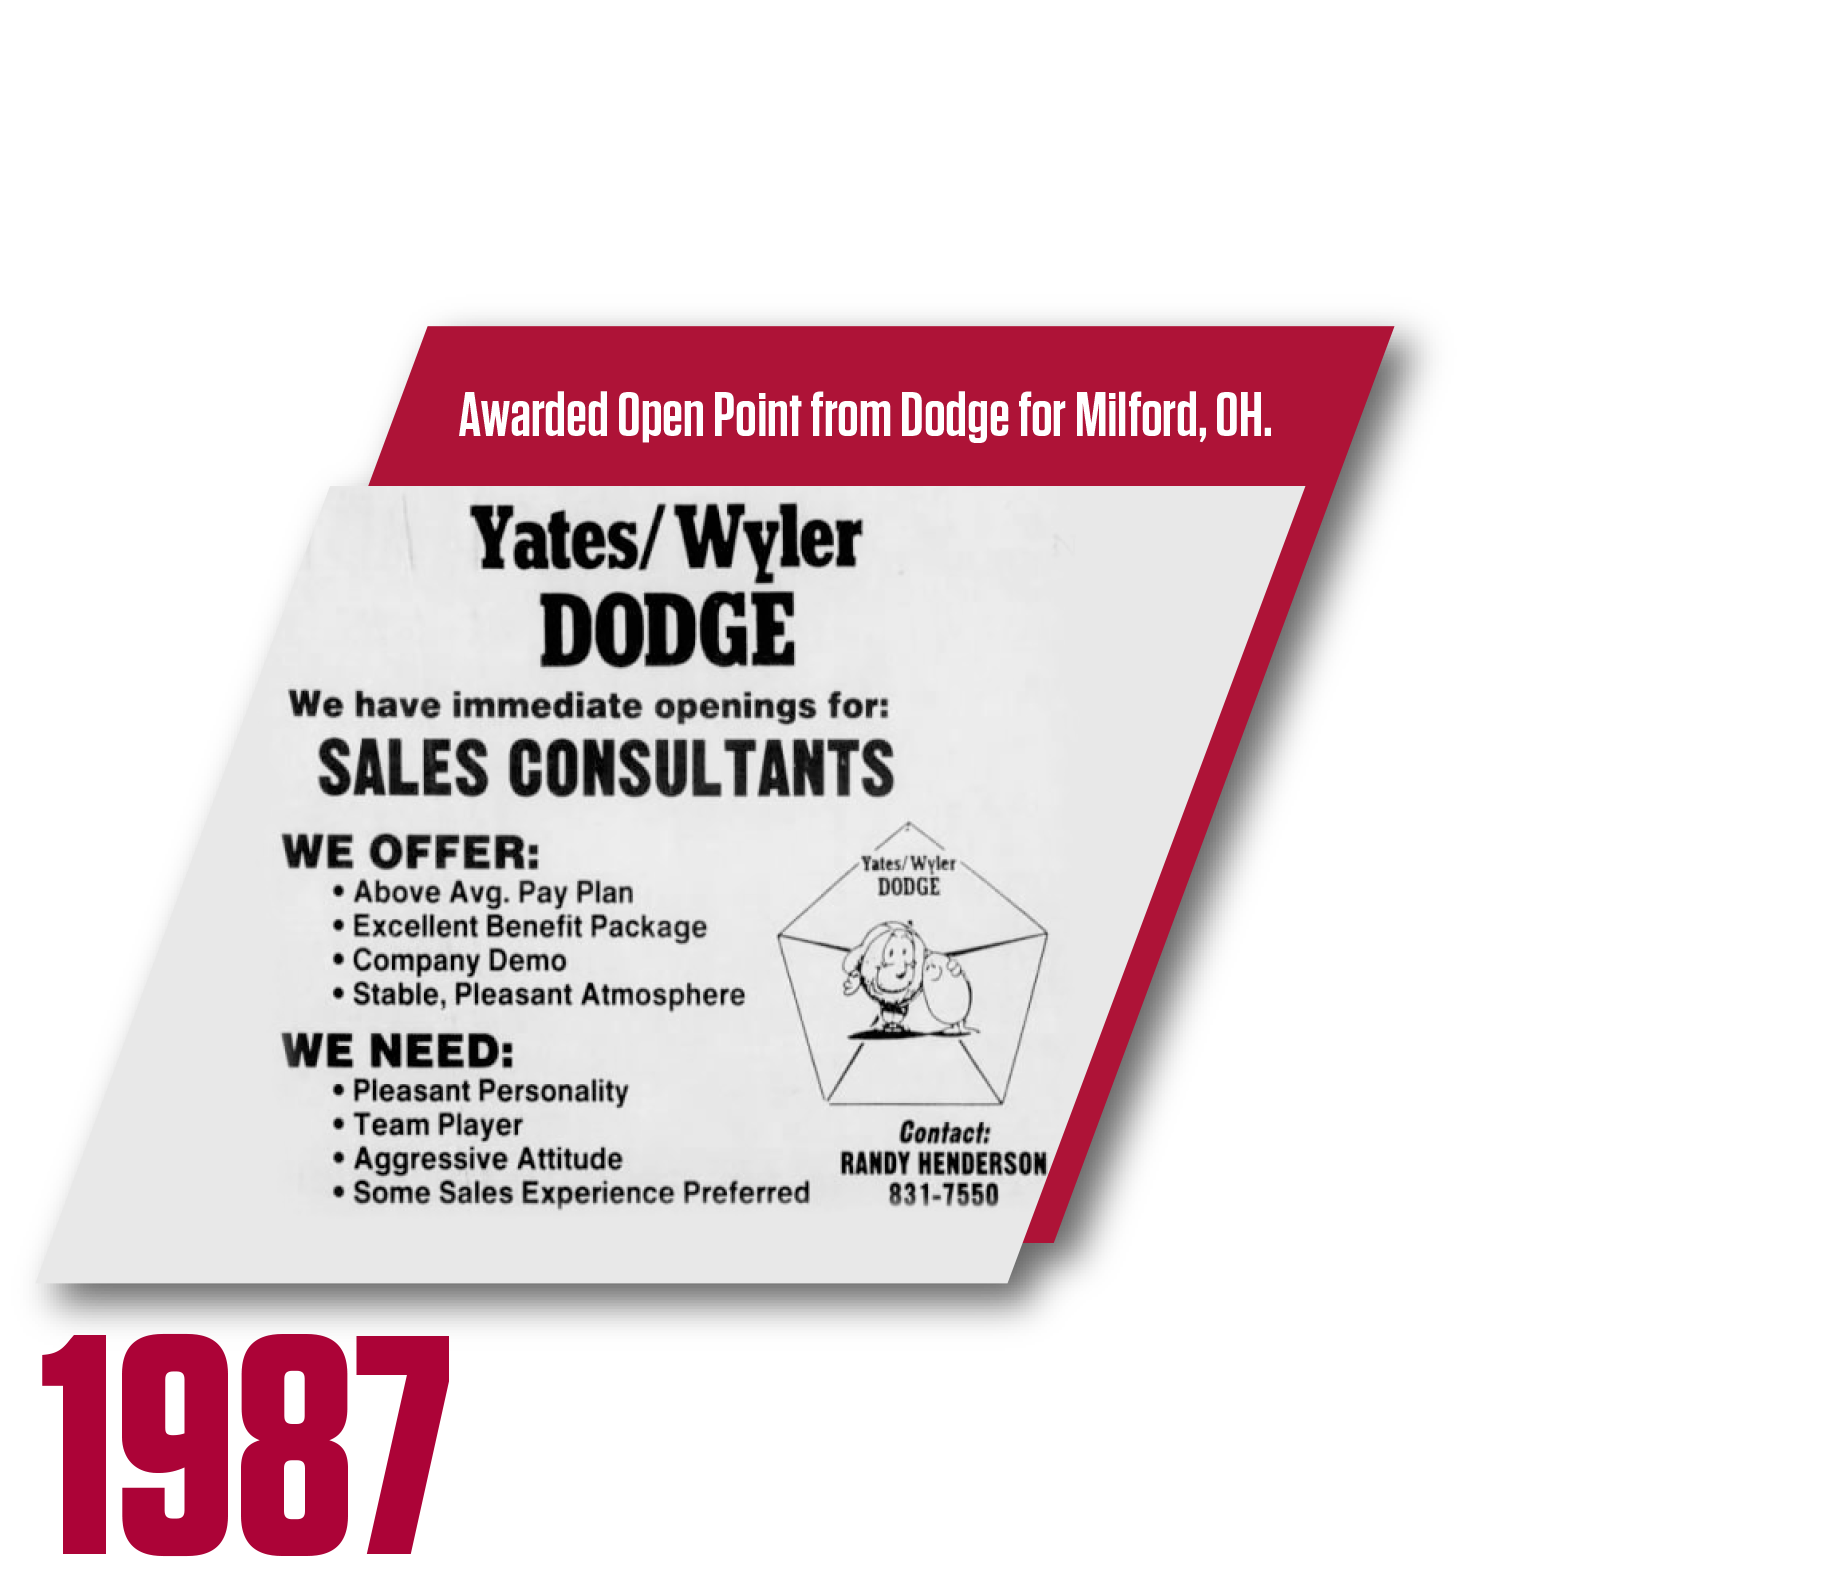 Awarded Open Point from Dodge for Milford, OH.
Yates/Wyler
DODGE
We have immediate openings for:
SALES CONSULTANTS
WE OFFER:
• Above Avg. Pay Plan
• Excellent Benefit Package
• Company Demo
• Stable, Pleasant Atmosphere
WE NEED:
• Pleasant Personality
• Team Player
• Aggressive Attitude
• Some Sales Experience Preferred
Yates/Wyler
DODGE
Contact:
RANDY HENDERSON
831-7550
1987